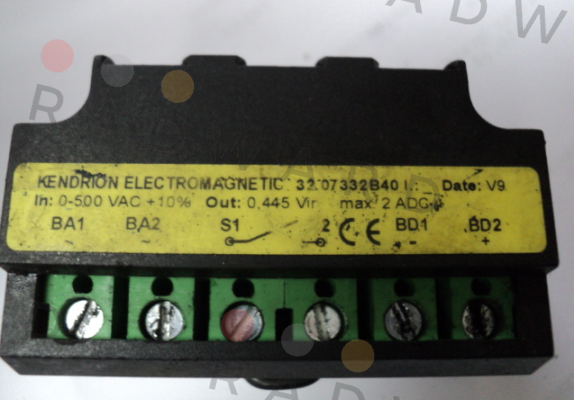 KENDRION ELECTROMAGNETIC 32 07332B40 Date: V9
In: 0-500 VAC +10% Out: 0,445 Vin max 2 ADC
BA1 BA2 S1 2 CE BD1 BD2
~ ~ - +